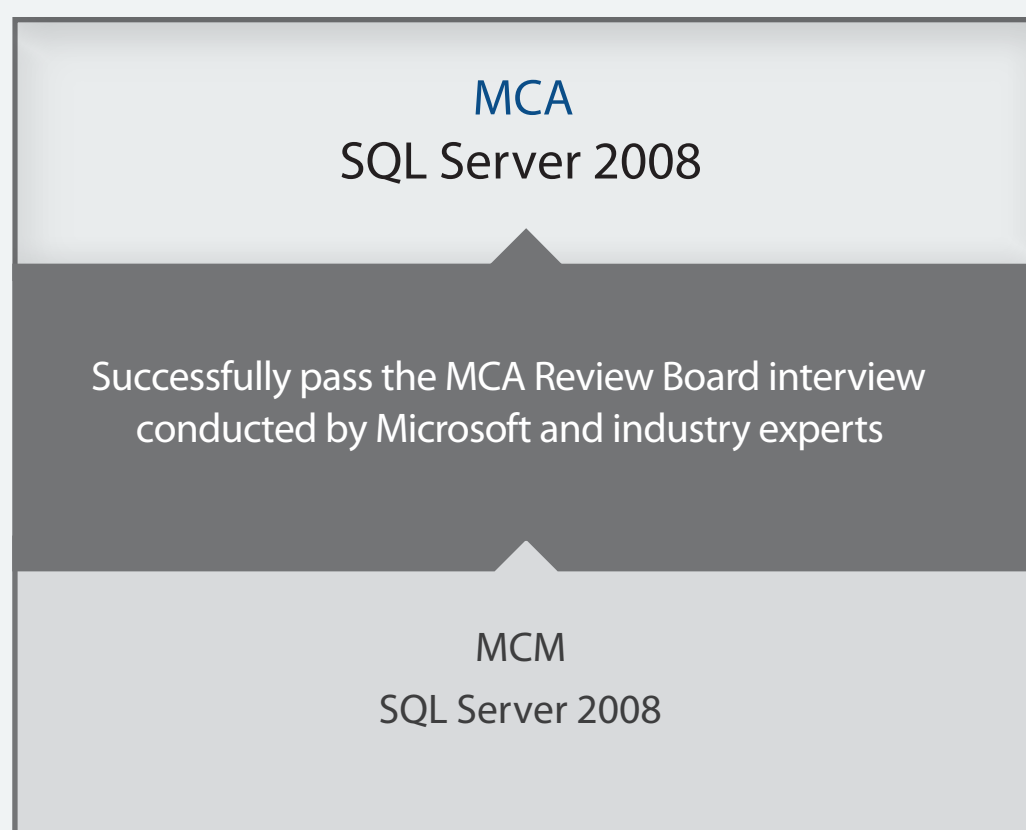 MCA
SQL Server 2008
Successfully pass the MCA Review Board interview
conducted by Microsoft and industry experts
MCM
SQL Server 2008